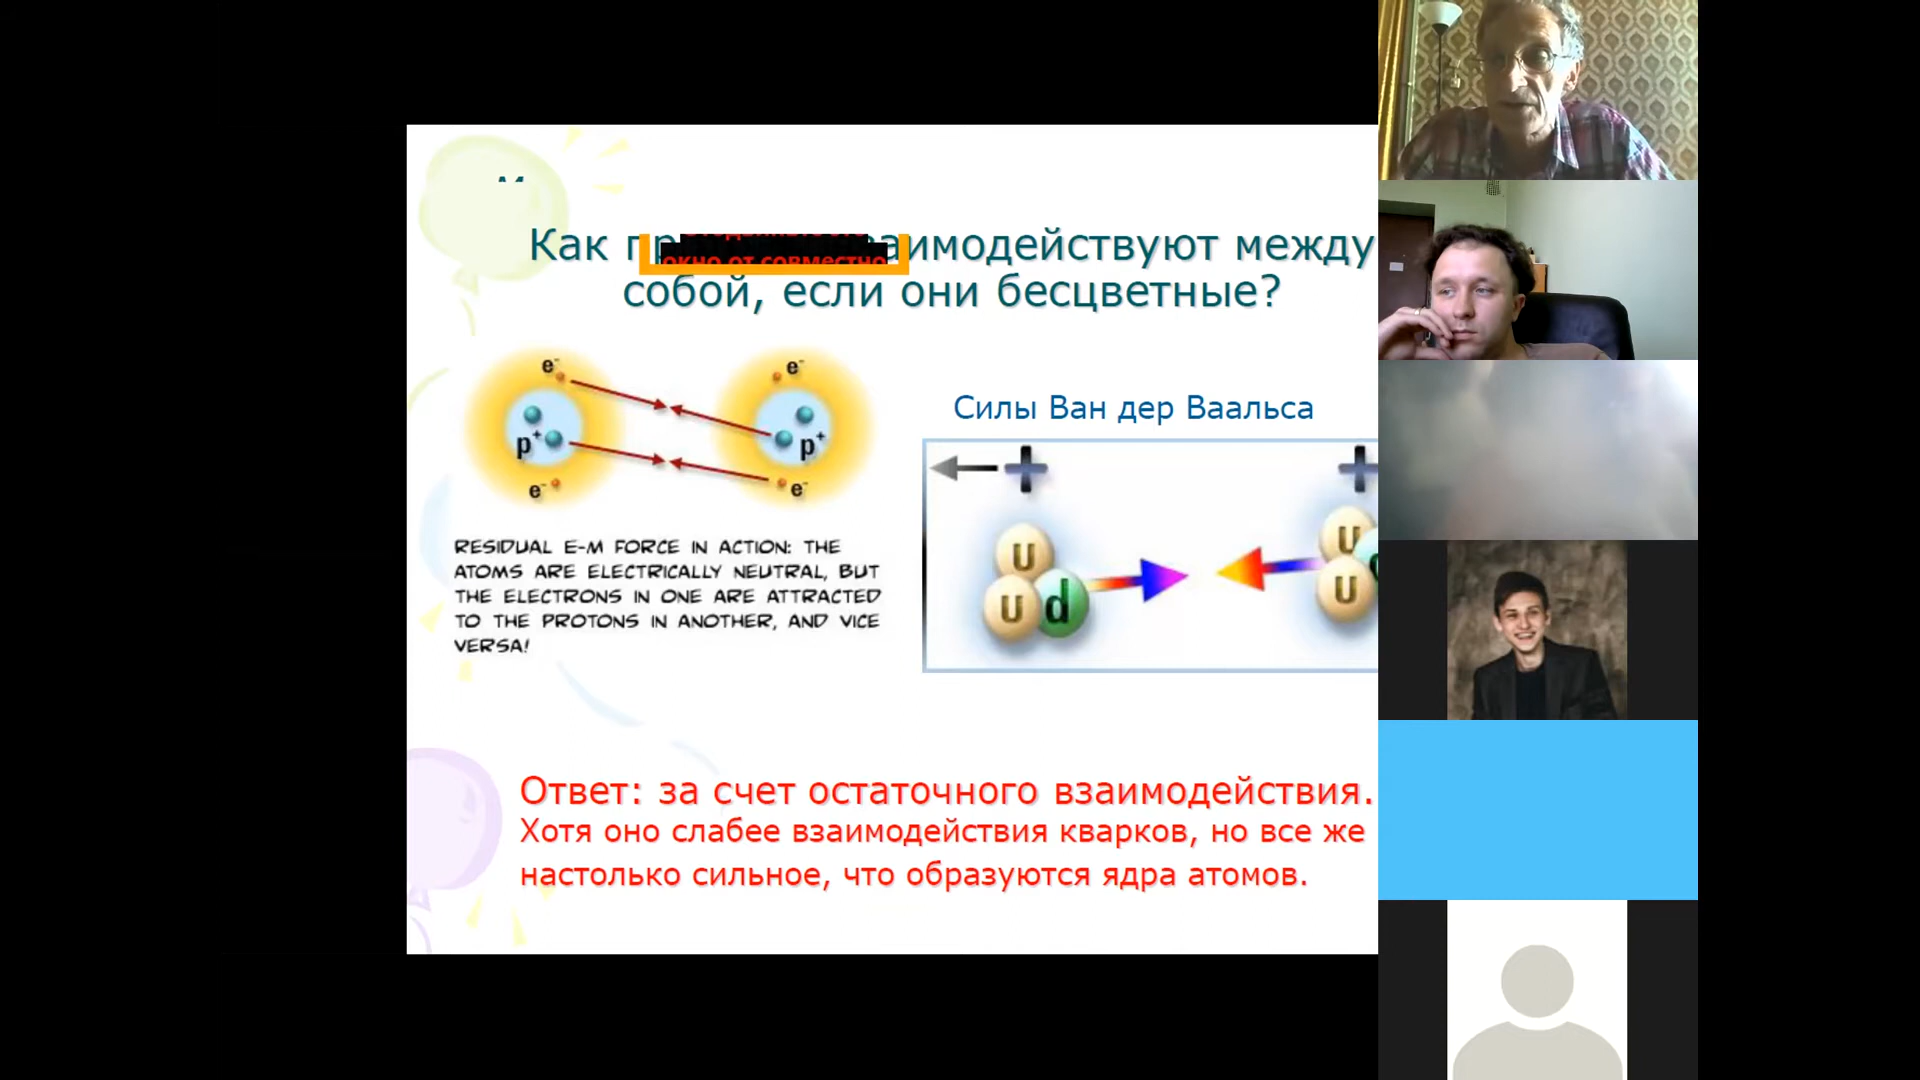 Как пр аимодействуют между
окно от совместно
собой, если они бесцветные?
e⁻
e⁻
p⁺
p⁺
e⁻
e⁻
RESIDUAL E-M FORCE IN ACTION: THE
ATOMS ARE ELECTRICALLY NEUTRAL, BUT
THE ELECTRONS IN ONE ARE ATTRACTED
TO THE PROTONS IN ANOTHER, AND VICE
VERSA!
Силы Ван дер Ваальса
+
+
u
u
u
d
u
Ответ: за счет остаточного взаимодействия.
Хотя оно слабее взаимодействия кварков, но все же
настолько сильное, что образуются ядра атомов.